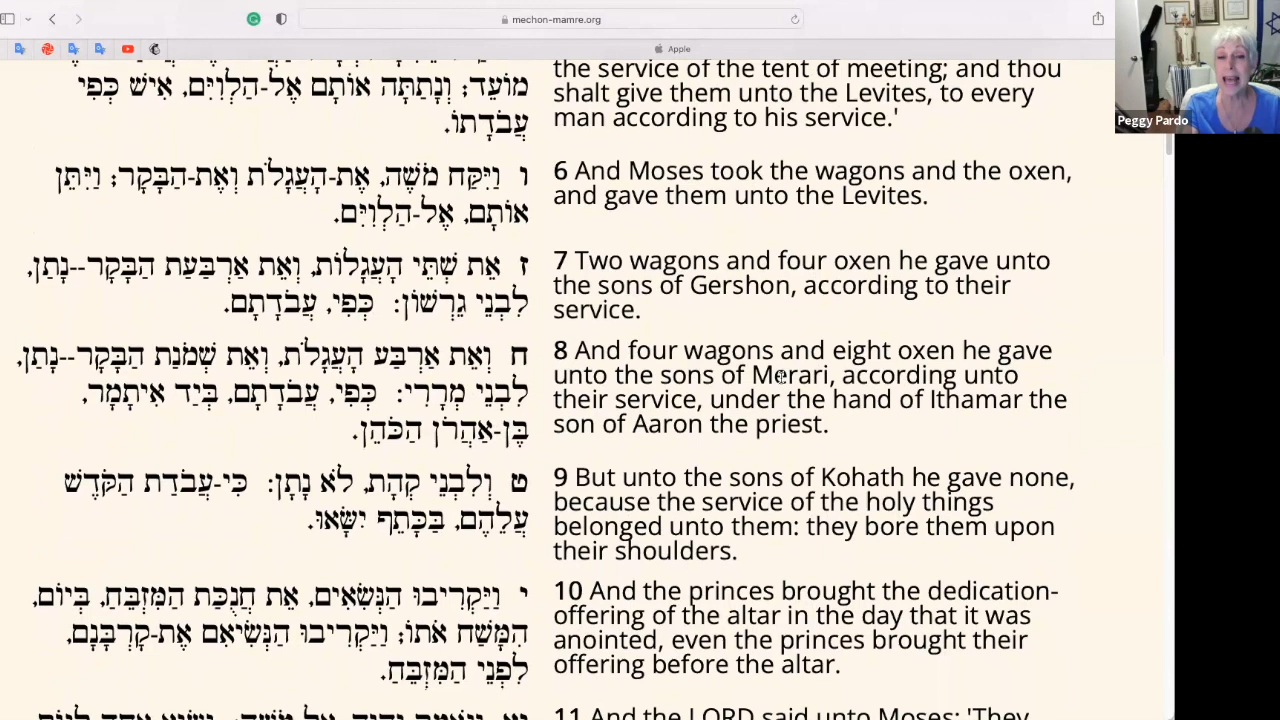 mechon-mamre.org
Apple
Peggy Pardo
מוֹעֵד; וְנָתַתָּה אוֹתָם אֶל-הַלְוִיִּם, אִישׁ כְּפִי
עֲבֹדָתוֹ.
the service of the tent of meeting; and thou
shalt give them unto the Levites, to every
man according to his service.'
ו וַיִּקַּח מֹשֶׁה, אֶת-הָעֲגָלֹת וְאֶת-הַבָּקָר; וַיִּתֵּן
אוֹתָם, אֶל-הַלְוִיִּם.
6 And Moses took the wagons and the oxen,
and gave them unto the Levites.
ז אֵת שְׁתֵּי הָעֲגָלוֹת, וְאֵת אַרְבַּעַת הַבָּקָר--נָתַן,
לִבְנֵי גֵרְשׁוֹן: כְּפִי, עֲבֹדָתָם.
7 Two wagons and four oxen he gave unto
the sons of Gershon, according to their
service.
ח וְאֵת אַרְבַּע הָעֲגָלֹת, וְאֵת שְׁמֹנַת הַבָּקָר--נָתַן,
לִבְנֵי מְרָרִי: כְּפִי, עֲבֹדָתָם, בְּיַד אִיתָמָר,
בֶּן-אַהֲרֹן הַכֹּהֵן.
8 And four wagons and eight oxen he gave
unto the sons of Merari, according unto
their service, under the hand of Ithamar the
son of Aaron the priest.
ט וְלִבְנֵי קְהָת, לֹא נָתָן: כִּי-עֲבֹדַת הַקֹּדֶשׁ
עֲלֵהֶם, בַּכָּתֵף יִשָּׂאוּ.
9 But unto the sons of Kohath he gave none,
because the service of the holy things
belonged unto them: they bore them upon
their shoulders.
י וַיַּקְרִיבוּ הַנְּשִׂאִים, אֵת חֲנֻכַּת הַמִּזְבֵּחַ, בְּיוֹם,
הִמָּשַׁח אֹתוֹ; וַיַּקְרִיבוּ הַנְּשִׂיאִם אֶת-קָרְבָּנָם,
לִפְנֵי הַמִּזְבֵּחַ.
10 And the princes brought the dedication-
offering of the altar in the day that it was
anointed, even the princes brought their
offering before the altar.
11 And the LORD said unto Moses: 'They